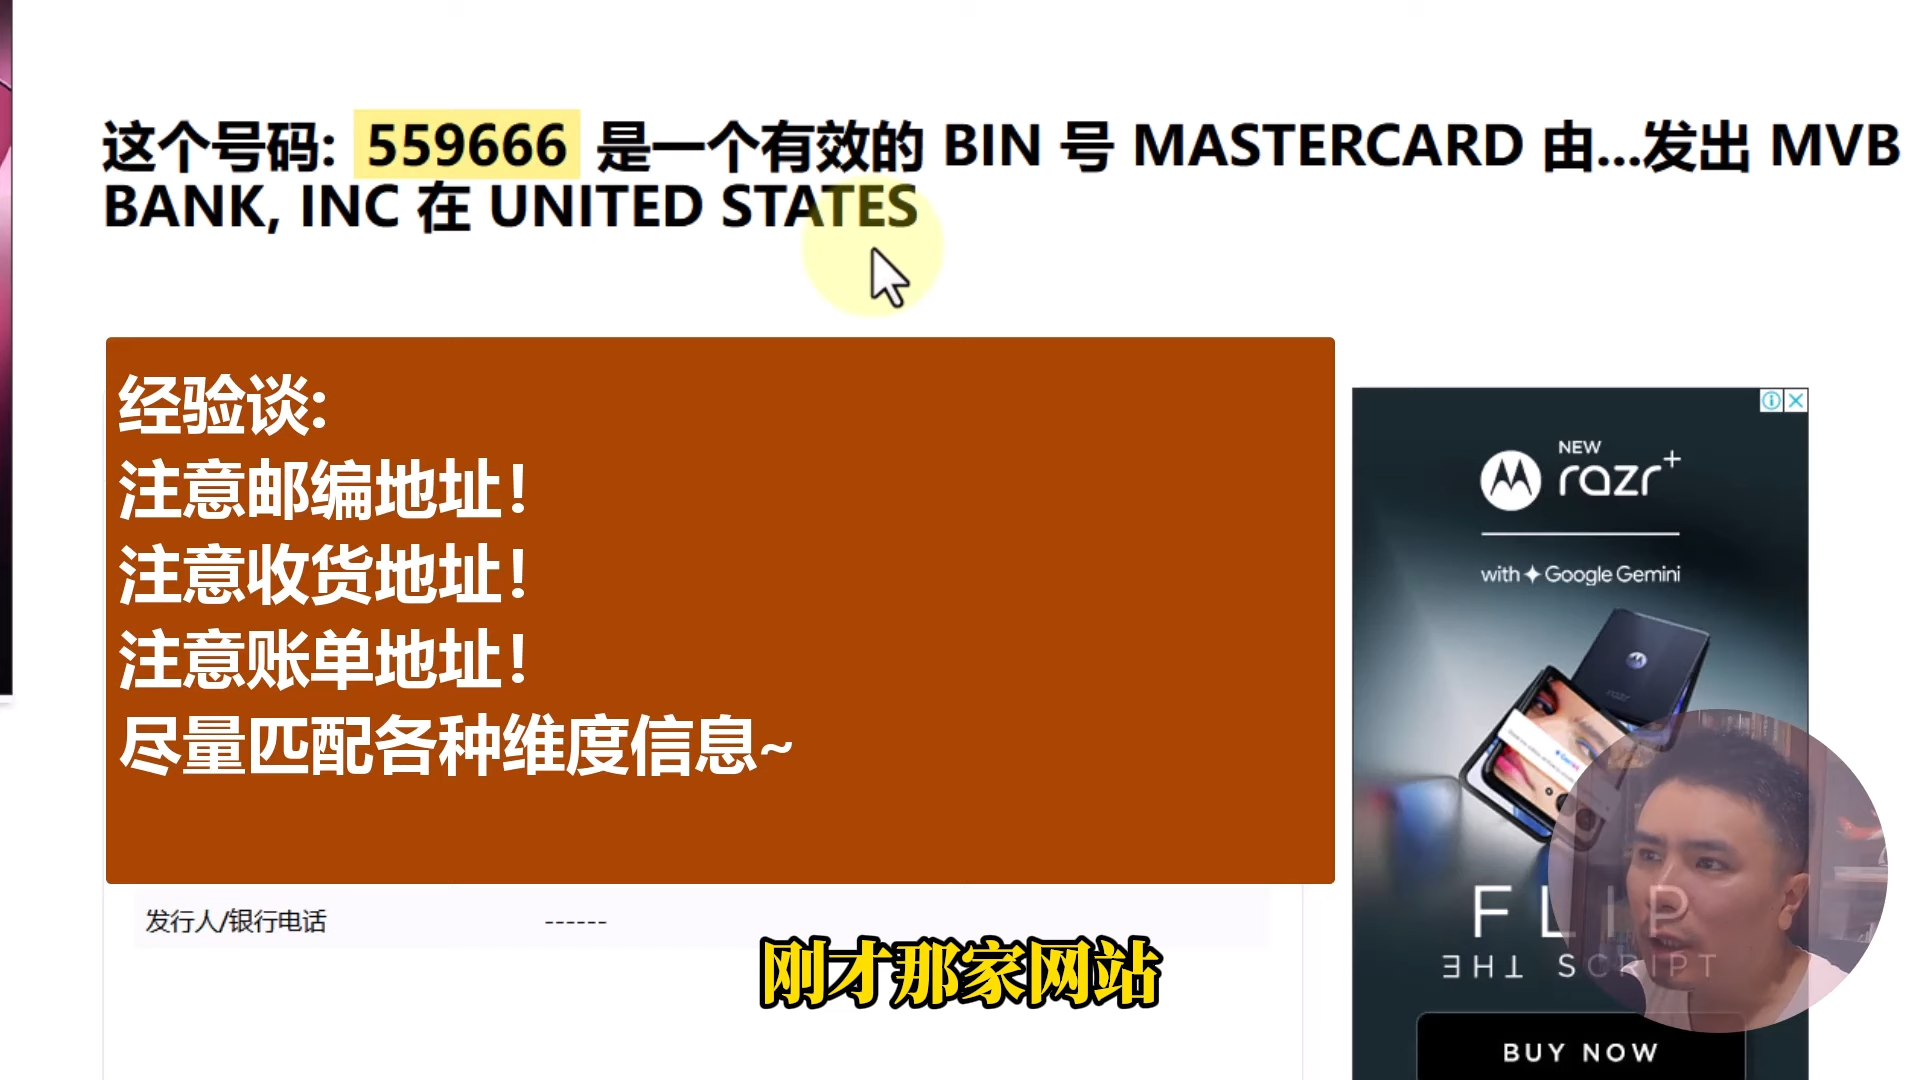 这个号码: 559666 是一个有效的 BIN 号 MASTERCARD 由...发出 MVB
BANK, INC 在 UNITED STATES
经验谈:
注意邮编地址！
注意收货地址！
注意账单地址！
尽量匹配各种维度信息~
发行人/银行电话 ------
刚才那家网站
NEW
razr+
with Google Gemini
FLIP
THE SCRIPT
BUY NOW